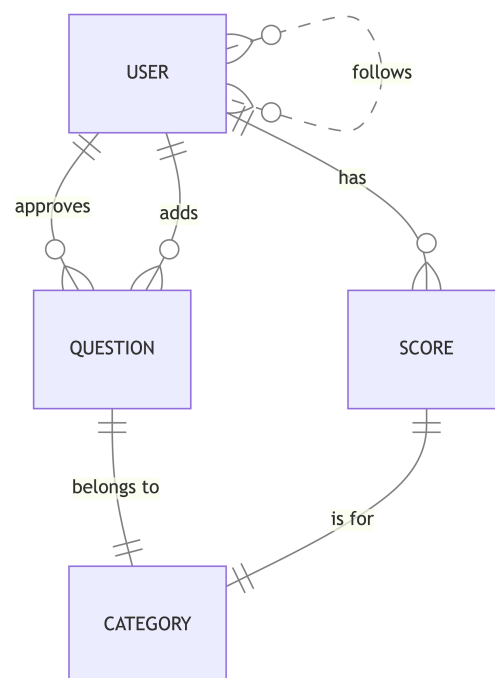 USER
follows
has
approves
adds
QUESTION
SCORE
belongs to
is for
CATEGORY